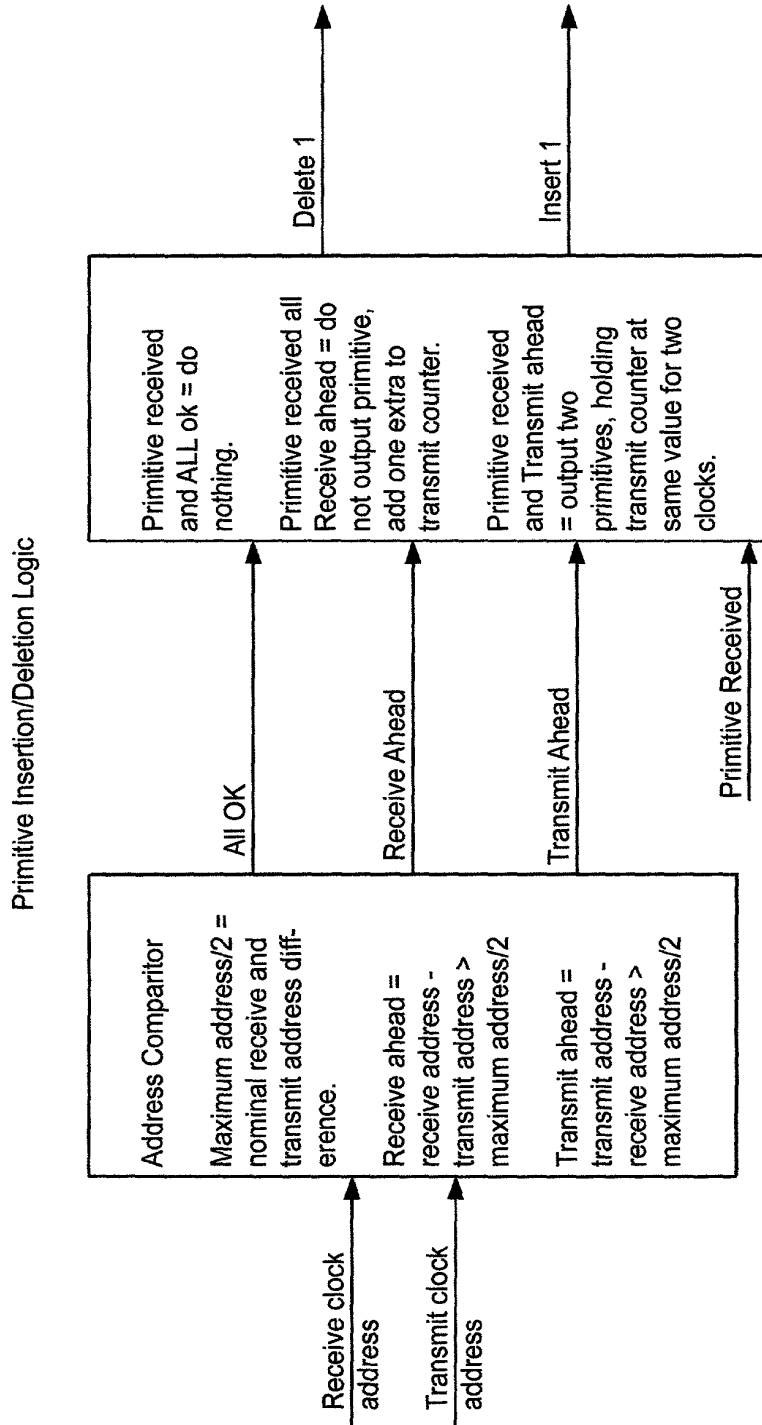 Primitive Insertion/Deletion Logic
Receive clock
address
Transmit clock
address
Address Comparitor
Maximum address/2 =
nominal receive and
transmit address diff-
erence.
Receive ahead =
receive address -
transmit address >
maximum address/2
Transmit ahead =
transmit address -
receive address >
maximum address/2
All OK
Receive Ahead
Transmit Ahead
Primitive Received
Primitive received
and ALL ok = do
nothing.
Primitive received all
Receive ahead = do
not output primitive,
add one extra to
transmit counter.
Primitive received
and Transmit ahead
= output two
primitives, holding
transmit counter at
same value for two
clocks.
Delete 1
Insert 1